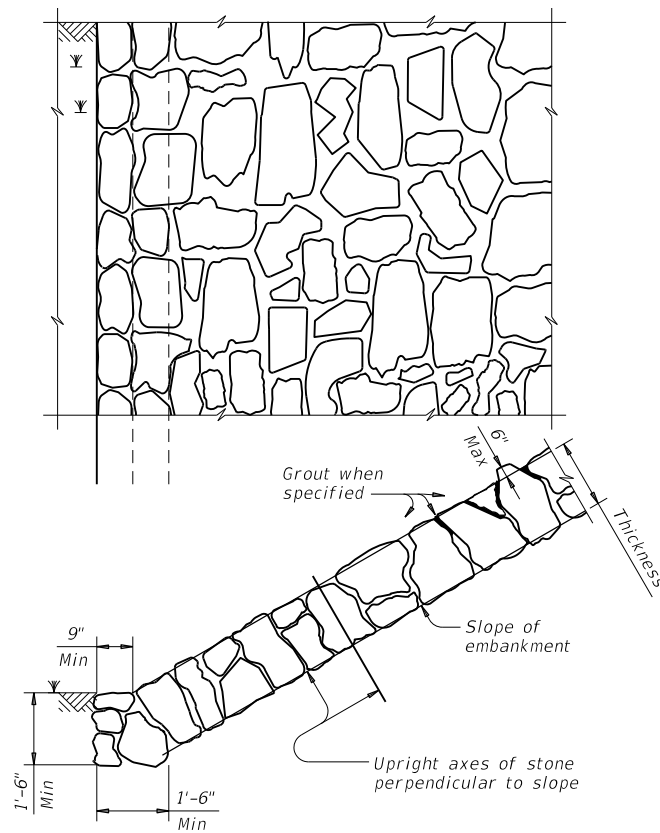 6"
Max
Grout when
specified
Thickness
Slope of
embankment
9"
Min
1'-6"
Min
Upright axes of stone
perpendicular to slope
1'-6"
Min